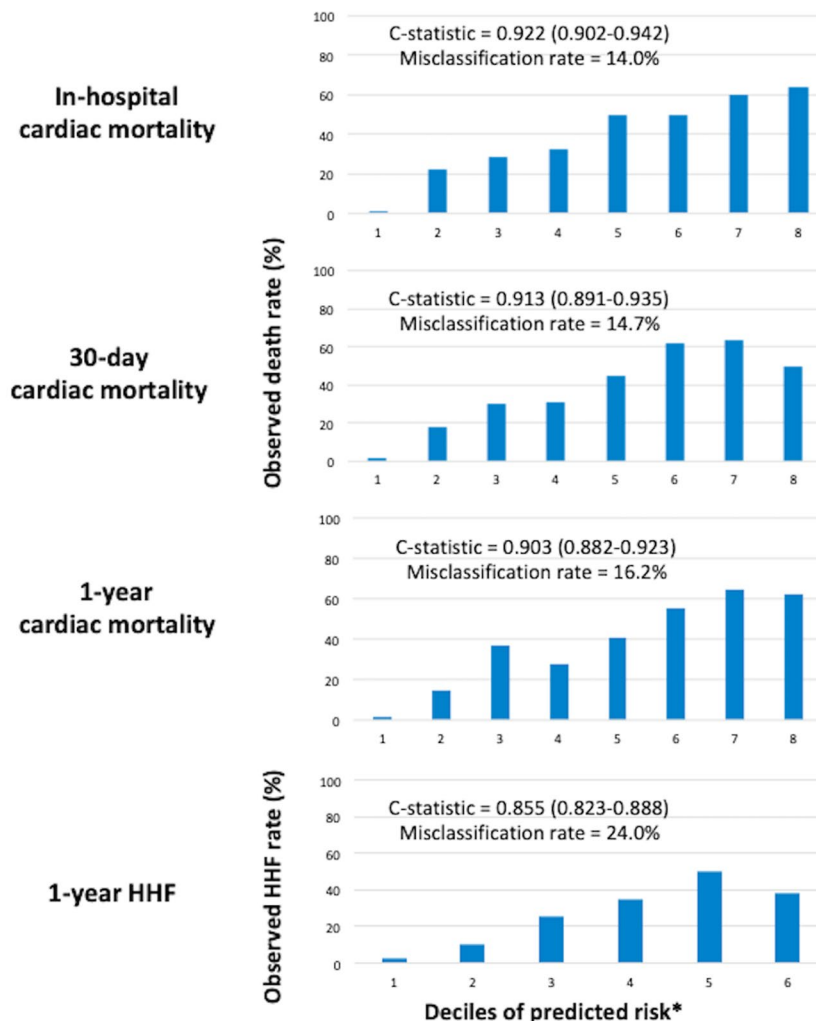 In-hospital
cardiac mortality
100
80
60
40
20
0
C-statistic = 0.922 (0.902-0.942)
Misclassification rate = 14.0%
1 2 3 4 5 6 7 8
Observed death rate (%)
30-day
cardiac mortality
100
80
60
40
20
0
C-statistic = 0.913 (0.891-0.935)
Misclassification rate = 14.7%
1 2 3 4 5 6 7 8
1-year
cardiac mortality
100
80
60
40
20
0
C-statistic = 0.903 (0.882-0.923)
Misclassification rate = 16.2%
1 2 3 4 5 6 7 8
1-year HHF
Observed HHF rate (%)
100
80
60
40
20
0
C-statistic = 0.855 (0.823-0.888)
Misclassification rate = 24.0%
1 2 3 4 5 6
Deciles of predicted risk*